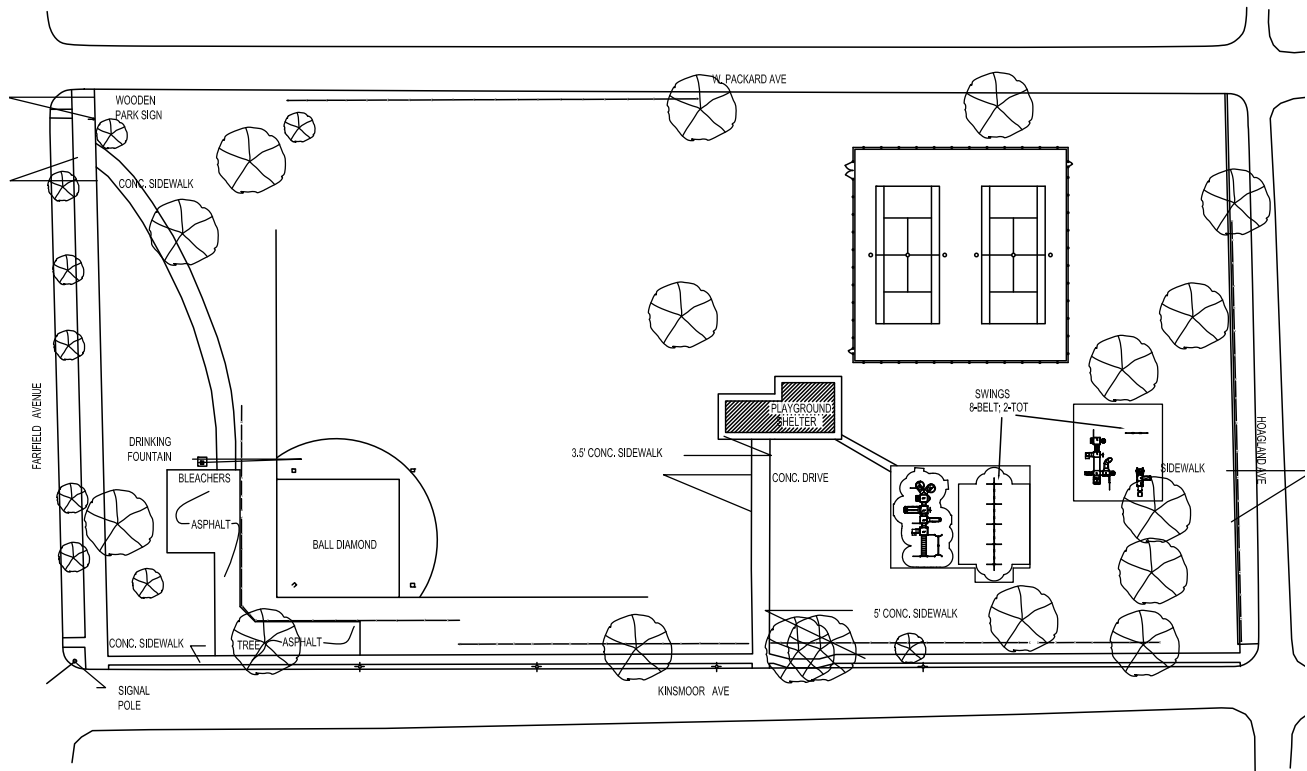 W. PACKARD AVE
WOODEN
PARK SIGN
CONC. SIDEWALK
FARIFIELD AVENUE
DRINKING
FOUNTAIN
BLEACHERS
ASPHALT
BALL DIAMOND
3.5' CONC. SIDEWALK
PLAYGROUND
SHELTER
CONC. DRIVE
SWINGS
8-BELT; 2-TOT
SIDEWALK
HOAGLAND AVE
5' CONC. SIDEWALK
CONC. SIDEWALK
TREE
ASPHALT
SIGNAL
POLE
KINSMOOR AVE